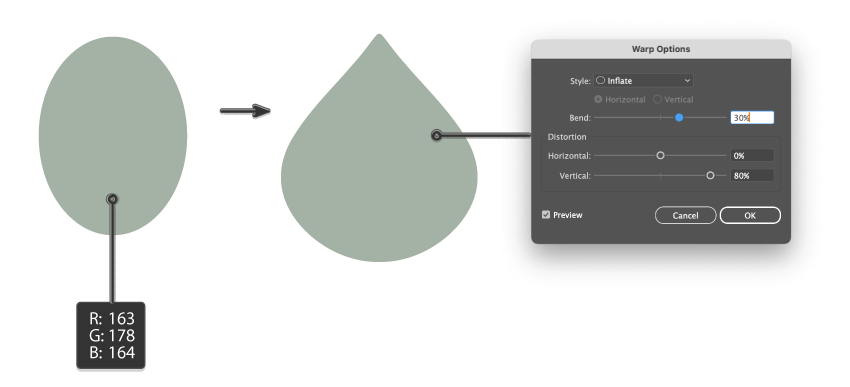 Warp Options
Style: Inflate
Horizontal Vertical
Bend: 30%
Distortion
Horizontal: 0%
Vertical: 80%
Preview Cancel OK
R: 163
G: 178
B: 164